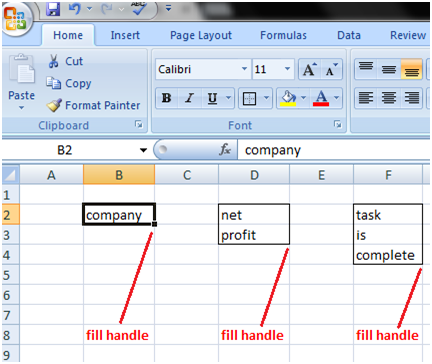 Home Insert Page Layout Formulas Data Review
Cut
Copy
Paste
Format Painter
Clipboard
Calibri 11 A A
B I U A
Font
B2 fx company
A B C D E F
1
2 company net task
3 profit is
4 complete
5
6
7
8 fill handle fill handle fill handle
9